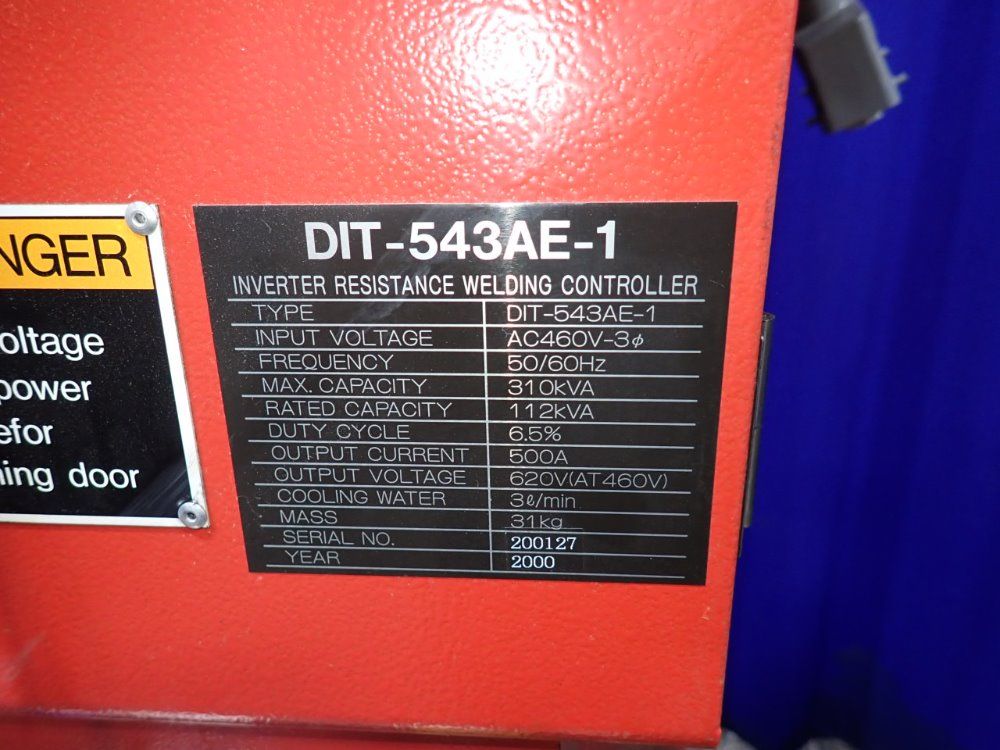 NGER
oltage
power
efor
ning door
DIT-543AE-1
INVERTER RESISTANCE WELDING CONTROLLER
TYPE DIT-543AE-1
INPUT VOLTAGE AC460V-3φ
FREQUENCY 50/60Hz
MAX. CAPACITY 310kVA
RATED CAPACITY 112kVA
DUTY CYCLE 6.5%
OUTPUT CURRENT 500A
OUTPUT VOLTAGE 620V(AT460V)
COOLING WATER 3ℓ/min
MASS 31kg
SERIAL NO. 200127
YEAR 2000